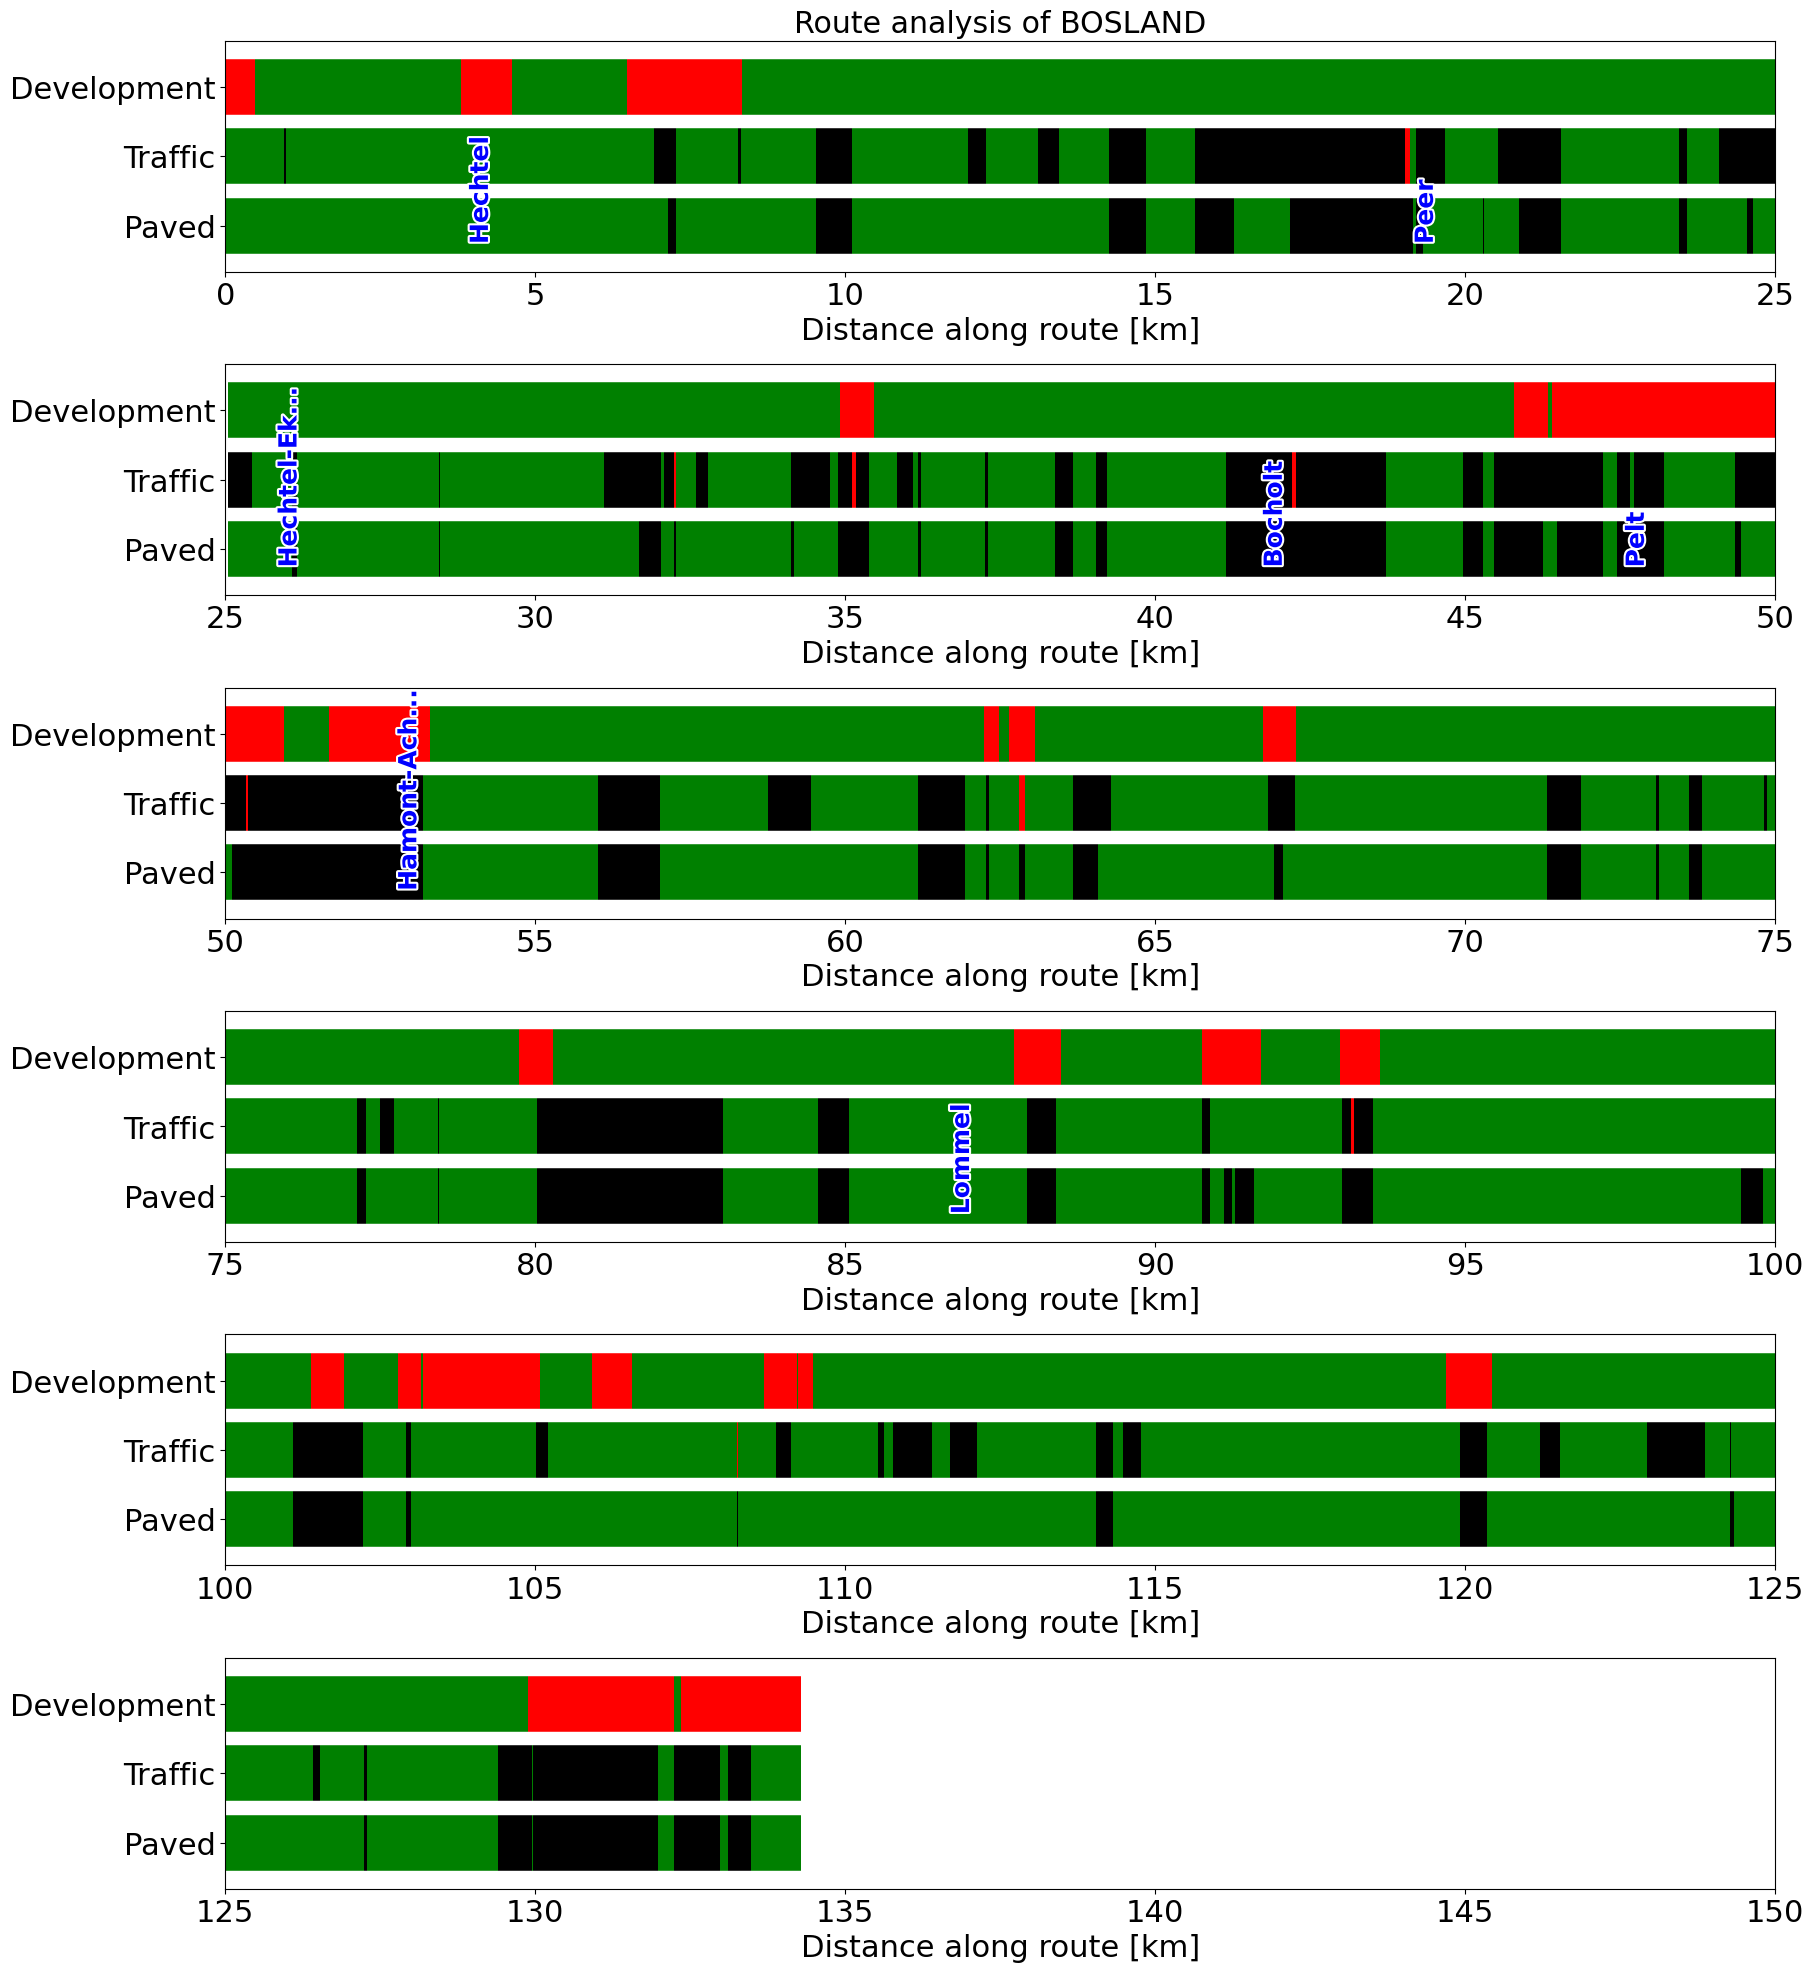 Route analysis of BOSLAND
Development
Traffic
Paved
Hechtel
Peer
0 5 10 15 20 25
Distance along route [km]
Development
Traffic
Paved
Hechtel-Ek...
Bocholt
Pelt
25 30 35 40 45 50
Distance along route [km]
Development
Traffic
Paved
Hamont-Ach...
50 55 60 65 70 75
Distance along route [km]
Development
Traffic
Paved
Lommel
75 80 85 90 95 100
Distance along route [km]
Development
Traffic
Paved
100 105 110 115 120 125
Distance along route [km]
Development
Traffic
Paved
125 130 135 140 145 150
Distance along route [km]